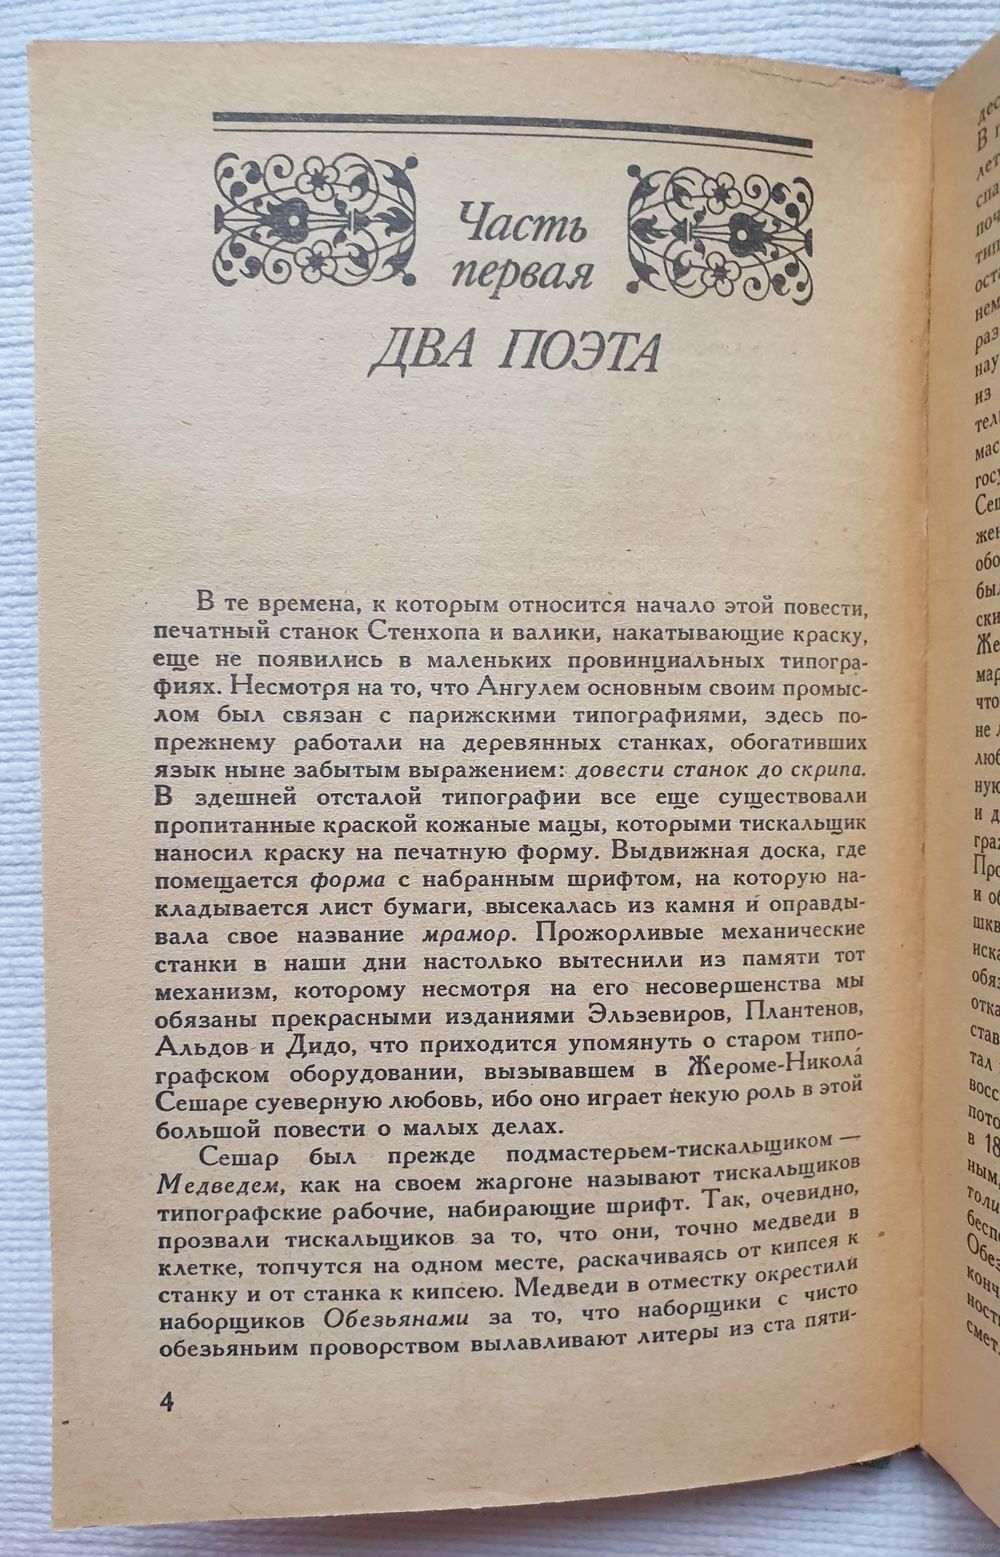 Часть
первая
ДВА ПОЭТА
В те времена, к которым относится начало этой повести,
печатный станок Стенхопа и валики, накатывающие краску,
еще не появились в маленьких провинциальных типогра-
фиях. Несмотря на то, что Ангулем основным своим промыс-
лом был связан с парижскими типографиями, здесь по-
прежнему работали на деревянных станках, обогативших
язык ныне забытым выражением: довести станок до скрипа.
В здешней отсталой типографии все еще существовали
пропитанные краской кожаные мацы, которыми тискальщик
наносил краску на печатную форму. Выдвижная доска, где
помещается форма с набранным шрифтом, на которую на-
кладывается лист бумаги, высекалась из камня и оправды-
вала свое название мрамор. Прожорливые механические
станки в наши дни настолько вытеснили из памяти тот
механизм, которому несмотря на его несовершенства мы
обязаны прекрасными изданиями Эльзевиров, Плантенов,
Альдов и Дидо, что приходится упомянуть о старом типо-
графском оборудовании, вызывавшем в Жероме-Никола
Сешаре суеверную любовь, ибо оно играет некую роль в этой
большой повести о малых делах.
Сешар был прежде подмастерьем-тискальщиком —
Медведем, как на своем жаргоне называют тискальщиков
типографские рабочие, набирающие шрифт. Так, очевидно,
прозвали тискальщиков за то, что они, точно медведи в
клетке, топчутся на одном месте, раскачиваясь от кипсея к
станку и от станка к кипсею. Медведи в отместку окрестили
наборщиков Обезьянами за то, что наборщики с чисто
обезьяньим проворством вылавливают литеры из ста пяти-
4